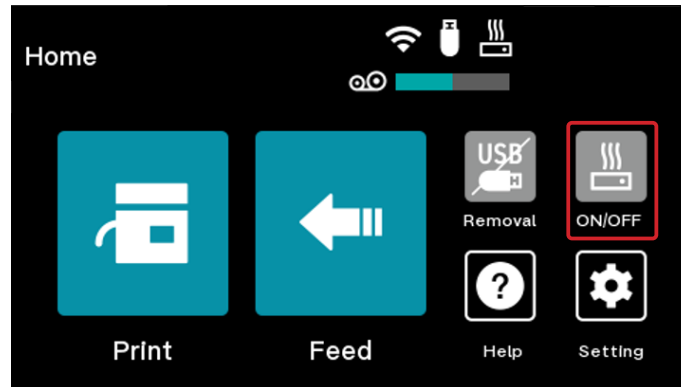 Home
USB
Removal
ON/OFF
?
Print
Feed
Help
Setting